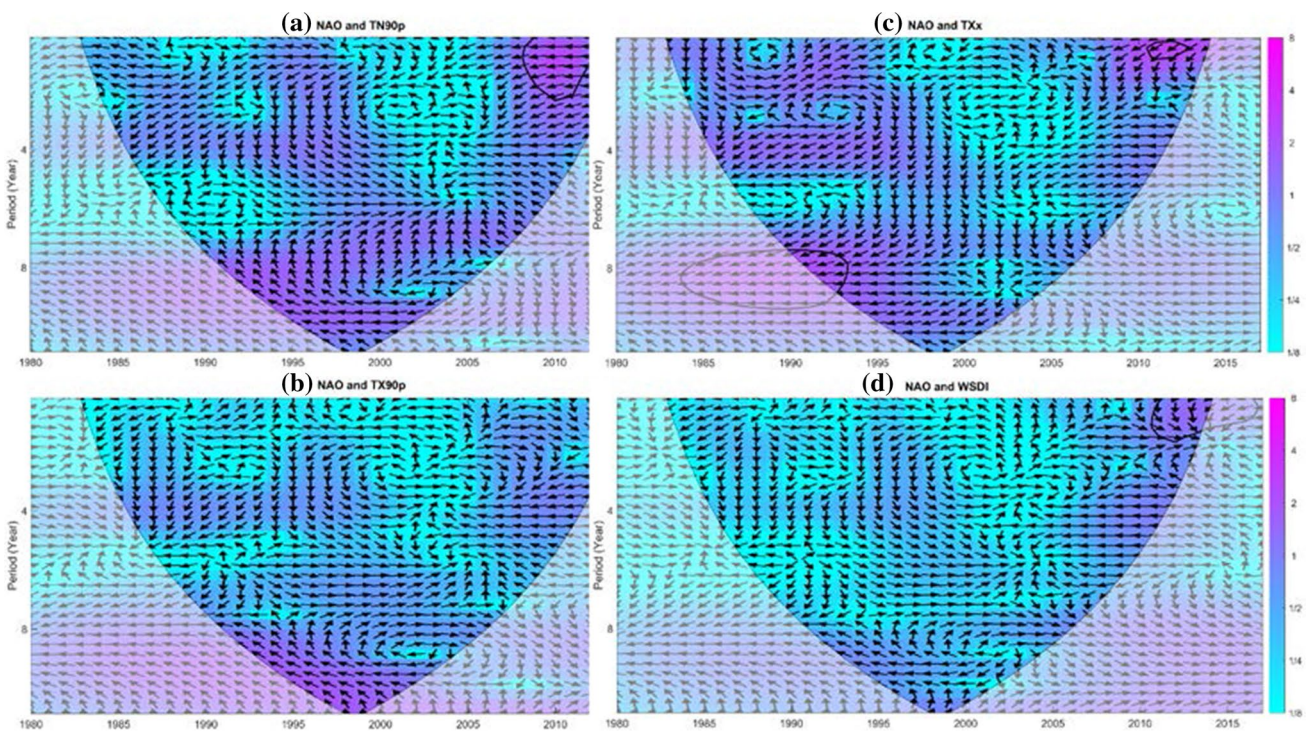 (a) NAO and TN90p
Period (Year)
4
8
1980 1985 1990 1995 2000 2005 2010
(c) NAO and TXx
Period (Year)
4
8
1980 1985 1990 1995 2000 2005 2010 2015
8
4
2
1
1/2
1/4
1/8
(b) NAO and TX90p
Period (Year)
4
8
1980 1985 1990 1995 2000 2005 2010
(d) NAO and WSDI
Period (Year)
4
8
1980 1985 1990 1995 2000 2005 2010 2015
8
4
2
1
1/2
1/4
1/8